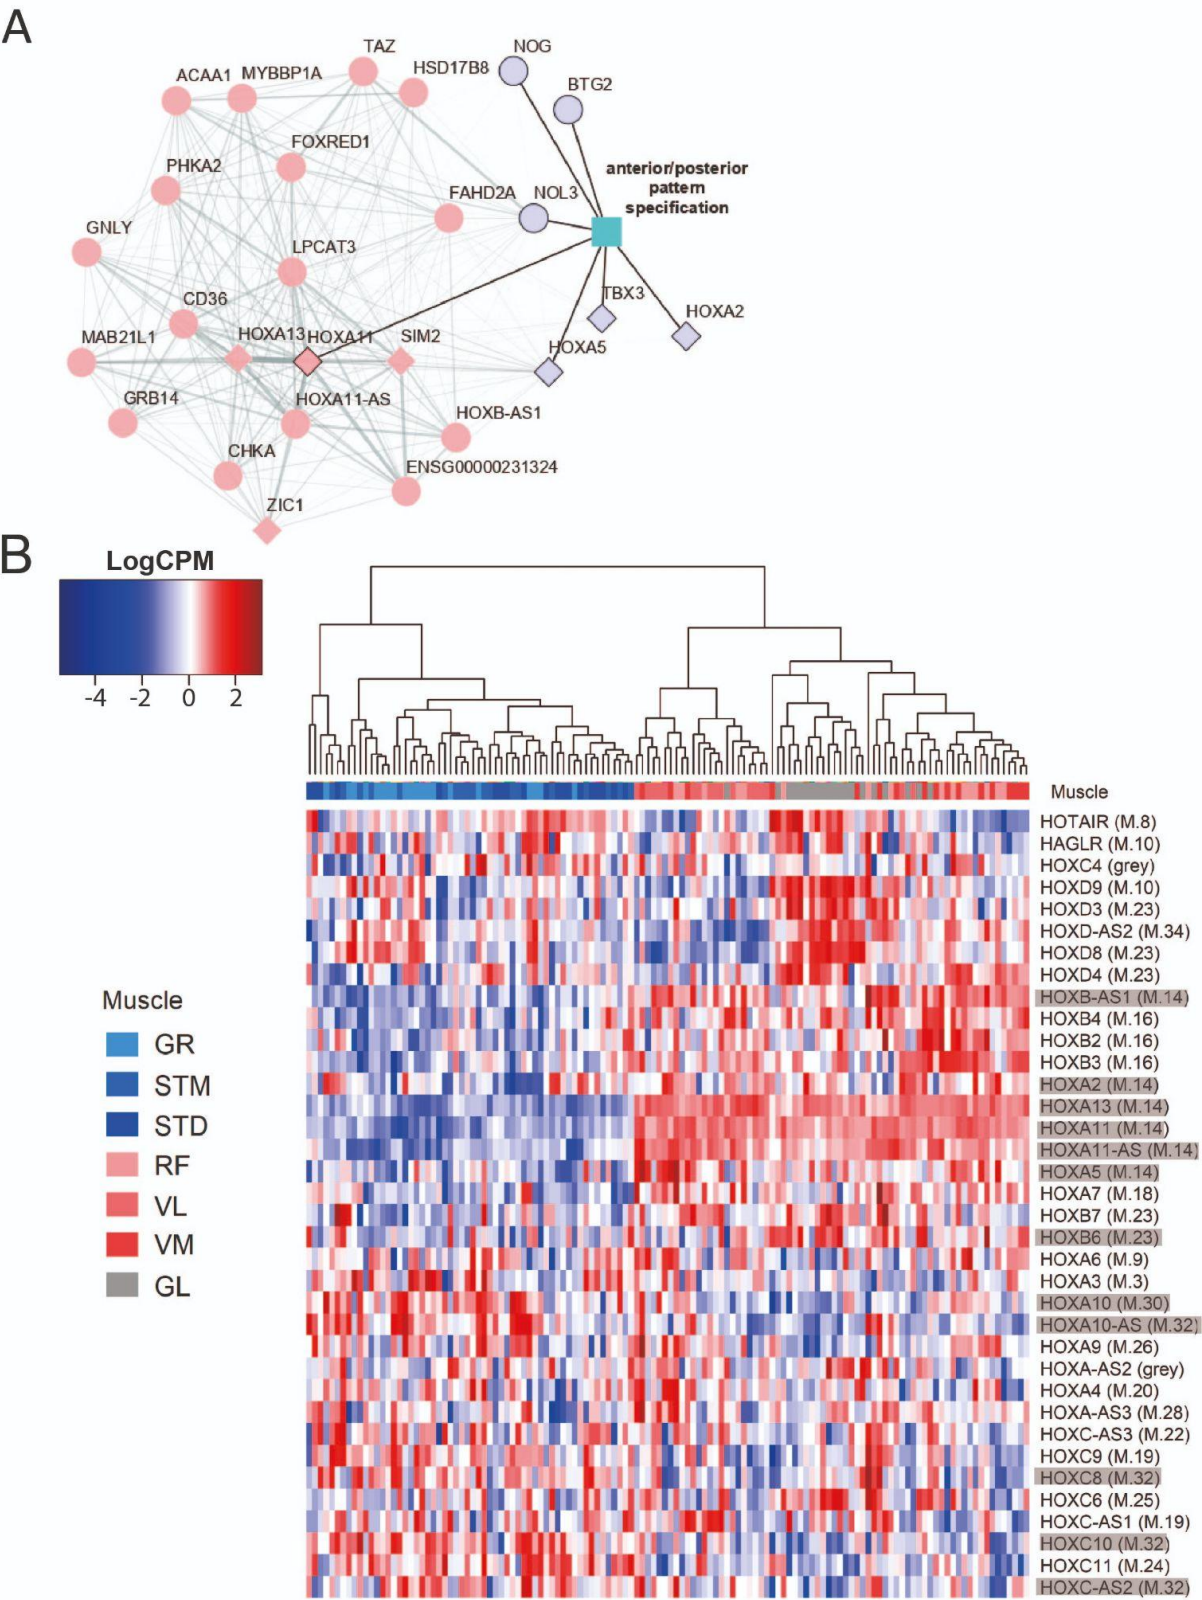 A
TAZ
NOG
ACAA1
MYBBP1A
HSD17B8
BTG2
FOXRED1
PHKA2
anterior/posterior
pattern
specification
FAHD2A
NOL3
GNLY
LPCAT3
CD36
TBX3
HOXA2
MAB21L1
HOXA13
HOXA11
SIM2
HOXA5
GRB14
HOXA11-AS
HOXB-AS1
CHKA
ENSG00000231324
ZIC1
B
LogCPM
-4 -2 0 2
Muscle
HOTAIR (M.8)
HAGLR (M.10)
HOXC4 (grey)
HOXD9 (M.10)
HOXD3 (M.23)
HOXD-AS2 (M.34)
HOXD8 (M.23)
HOXD4 (M.23)
HOXB-AS1 (M.14)
HOXB4 (M.16)
HOXB2 (M.16)
HOXB3 (M.16)
HOXA2 (M.14)
HOXA13 (M.14)
HOXA11 (M.14)
HOXA11-AS (M.14)
HOXA5 (M.14)
HOXA7 (M.18)
HOXB7 (M.23)
HOXB6 (M.23)
HOXA6 (M.9)
HOXA3 (M.3)
HOXA10 (M.30)
HOXA10-AS (M.32)
HOXA9 (M.26)
HOXA-AS2 (grey)
HOXA4 (M.20)
HOXA-AS3 (M.28)
HOXC-AS3 (M.22)
HOXC9 (M.19)
HOXC8 (M.32)
HOXC6 (M.25)
HOXC-AS1 (M.19)
HOXC10 (M.32)
HOXC11 (M.24)
HOXC-AS2 (M.32)
Muscle
GR
STM
STD
RF
VL
VM
GL